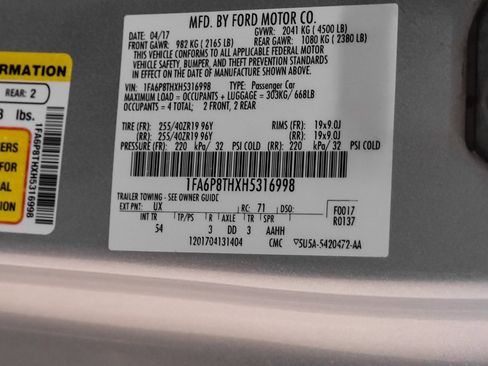 MFD. BY FORD MOTOR CO.
DATE: 04/17 GVWR: 2041 KG ( 4500 LB)
FRONT GAWR: 982 KG ( 2165 LB) REAR GAWR: 1080 KG ( 2380 LB)
THIS VEHICLE CONFORMS TO ALL APPLICABLE FEDERAL MOTOR
VEHICLE SAFETY, BUMPER, AND THEFT PREVENTION STANDARDS
IN EFFECT ON THE DATE OF MANUFACTURE SHOWN ABOVE.
VIN: 1FA6P8THXH5316998 TYPE: Passenger Car
MAXIMUM LOAD = OCCUPANTS + LUGGAGE = 303KG/ 668LB
OCCUPANTS = 4 TOTAL: 2 FRONT, 2 REAR
TIRE (FR): 255/40ZR19 96Y RIMS (FR): 19x9.0J
(RR): 255/40ZR19 96Y (RR): 19x9.0J
PRESSURE (FR): 220 kPa/ 32 PSI COLD (RR): 220 kPa/ 32 PSI COLD
1FA6P8THXH5316998
TRAILER TOWING - SEE OWNER GUIDE
EXT PNT: UX RC: 71 DSO: F0017
R0137
INT TR TP/PS R AXLE TR SPR
54 3 DD 3 AAHH
1201704131404 CMC 5U5A-5420472-AA
ORMATION
REAR: 2
lbs.
1FA6P8THXH5316998